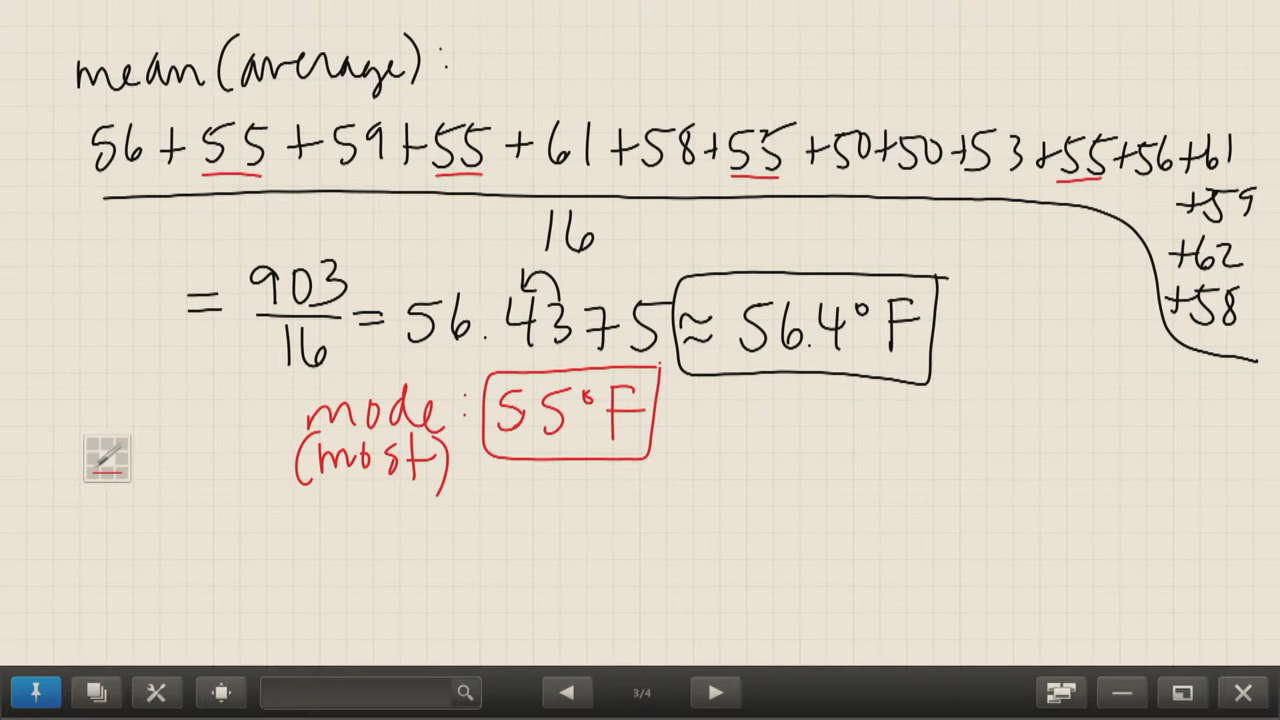 mean (average):
56 + 55 + 59 + 55 + 61 + 58 + 55 + 50 + 50 + 53 + 55 + 56 + 61
+ 59
+ 62
+ 58
16
= 903/16 = 56.4375 ≈ 56.4° F
mode: 55° F
(most)
3/4